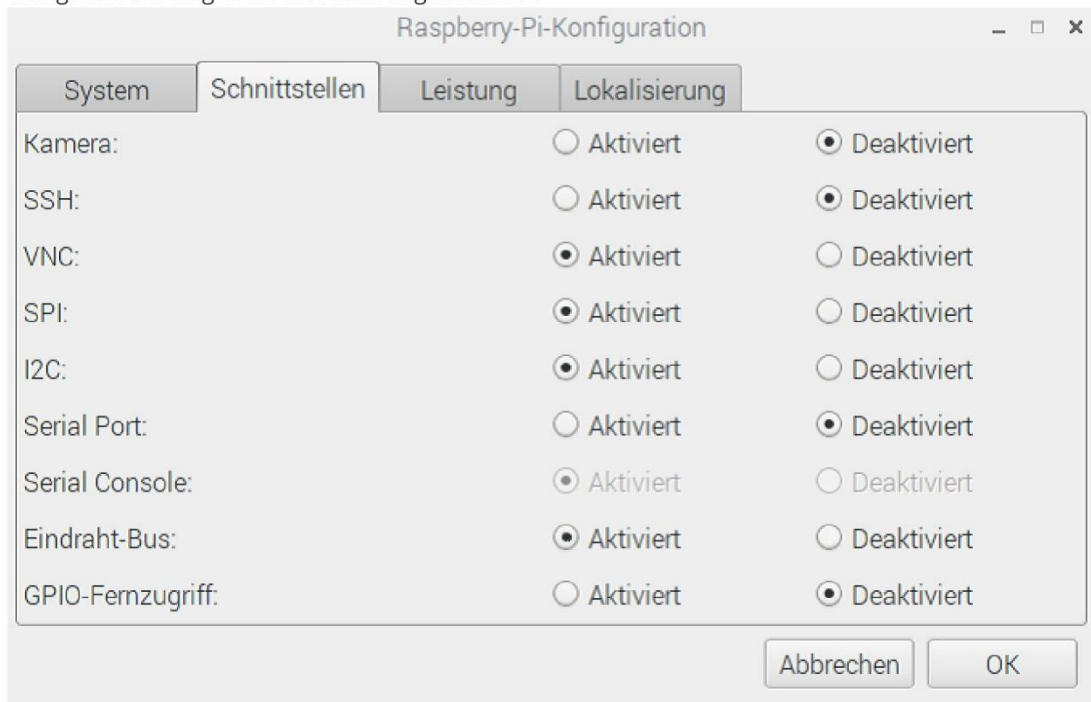 Raspberry-Pi-Konfiguration
System Schnittstellen Leistung Lokalisierung
Kamera: Aktiviert Deaktiviert
SSH: Aktiviert Deaktiviert
VNC: Aktiviert Deaktiviert
SPI: Aktiviert Deaktiviert
I2C: Aktiviert Deaktiviert
Serial Port: Aktiviert Deaktiviert
Serial Console: Aktiviert Deaktiviert
Eindraht-Bus: Aktiviert Deaktiviert
GPIO-Fernzugriff: Aktiviert Deaktiviert
Abbrechen OK